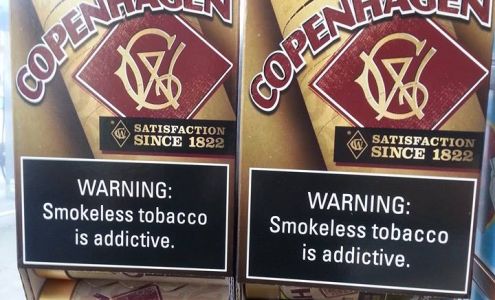 COPENHAGEN
SATISFACTION
SINCE 1822
WARNING:
Smokeless tobacco
is addictive.
COPENHAGEN
SATISFACTION
SINCE 1822
WARNING:
Smokeless tobacco
is addictive.